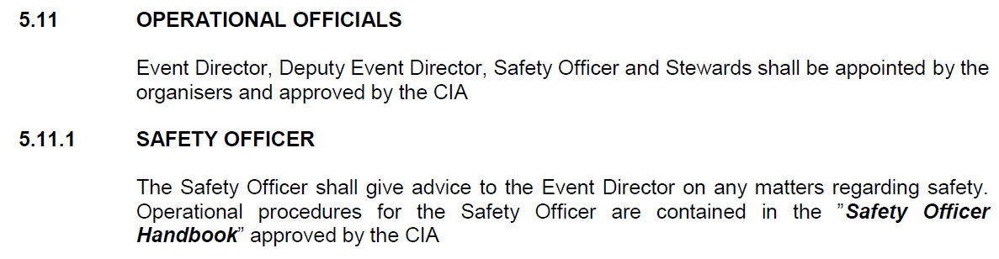 5.11 OPERATIONAL OFFICIALS
Event Director, Deputy Event Director, Safety Officer and Stewards shall be appointed by the
organisers and approved by the CIA
5.11.1 SAFETY OFFICER
The Safety Officer shall give advice to the Event Director on any matters regarding safety.
Operational procedures for the Safety Officer are contained in the ”Safety Officer
Handbook” approved by the CIA